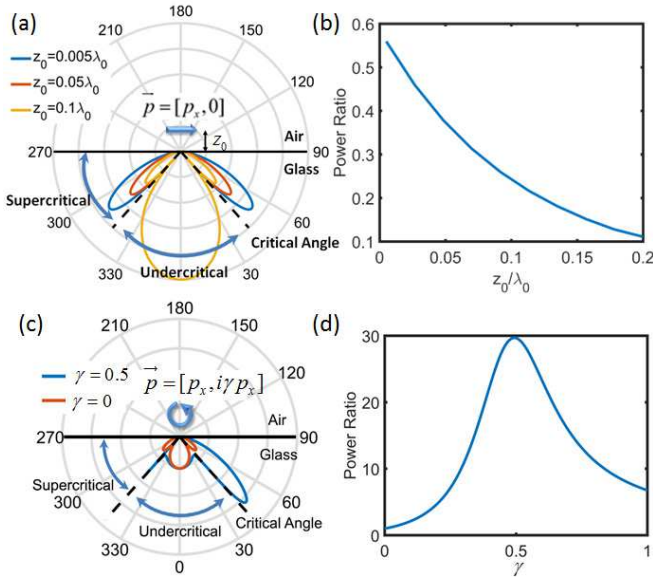 (a)
180
210
150
z₀=0.005λ₀
z₀=0.05λ₀
z₀=0.1λ₀
120
p = [pₓ,0]
z₀
Air
270
90
Glass
Supercritical
300
60
Critical Angle
330
Undercritical
30
(b)
0.6
0.5
0.4
0.3
0.2
0.1
Power Ratio
0
0.05
0.1
0.15
0.2
z₀/λ₀
(c)
180
210
150
γ = 0.5
γ = 0
p = [pₓ, iγ pₓ]
120
Air
270
90
Glass
Supercritical
300
60
Undercritical
Critical Angle
330
30
0
(d)
30
20
10
0
Power Ratio
0
0.5
1
γ